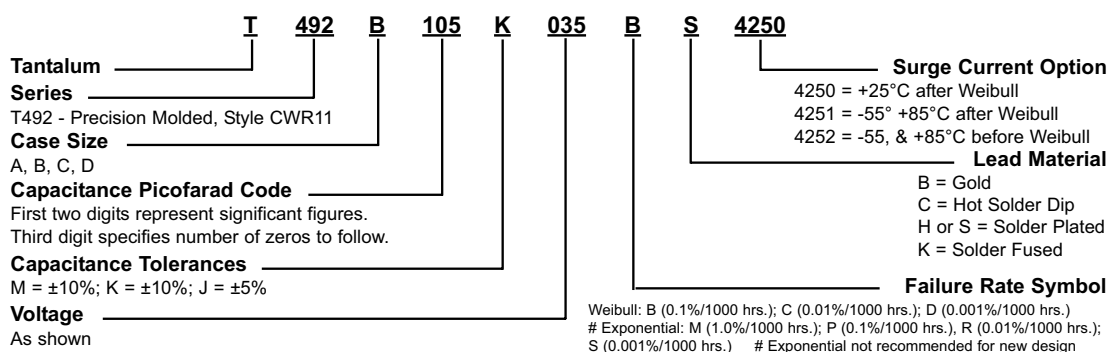 T 492 B 105 K 035 B S 4250
Tantalum
Series
T492 - Precision Molded, Style CWR11
Case Size
A, B, C, D
Capacitance Picofarad Code
First two digits represent significant figures.
Third digit specifies number of zeros to follow.
Capacitance Tolerances
M = ±10%; K = ±10%; J = ±5%
Voltage
As shown
Surge Current Option
4250 = +25°C after Weibull
4251 = -55° +85°C after Weibull
4252 = -55, & +85°C before Weibull
Lead Material
B = Gold
C = Hot Solder Dip
H or S = Solder Plated
K = Solder Fused
Failure Rate Symbol
Weibull: B (0.1%/1000 hrs.); C (0.01%/1000 hrs.); D (0.001%/1000 hrs.)
# Exponential: M (1.0%/1000 hrs.); P (0.1%/1000 hrs.), R (0.01%/1000 hrs.);
S (0.001%/1000 hrs.) # Exponential not recommended for new design